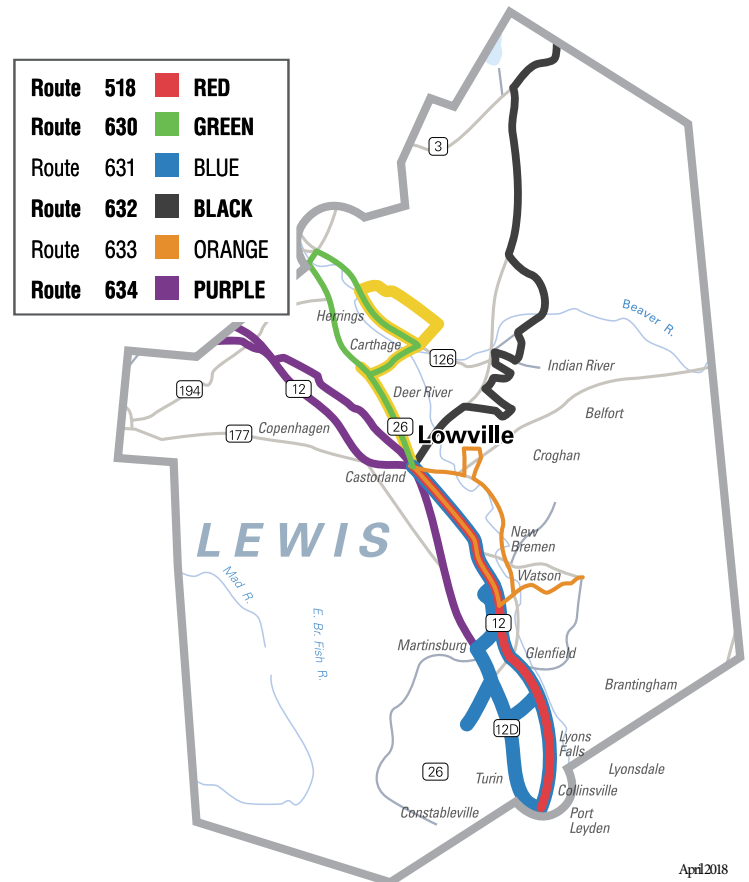 Route 518 RED
Route 630 GREEN
Route 631 BLUE
Route 632 BLACK
Route 633 ORANGE
Route 634 PURPLE
3
Beaver R.
Herrings
Carthage
126
Indian River
194
12
Deer River
Belfort
26
177
Copenhagen
Lowville
Croghan
Castorland
LEWIS
New
Bremen
Mad R.
Watson
E. Br. Fish R.
12
Martinsburg
Glenfield
Brantingham
12D
Lyons
Falls
26
Turin
Lyonsdale
Collinsville
Constableville
Port
Leyden
April 2018